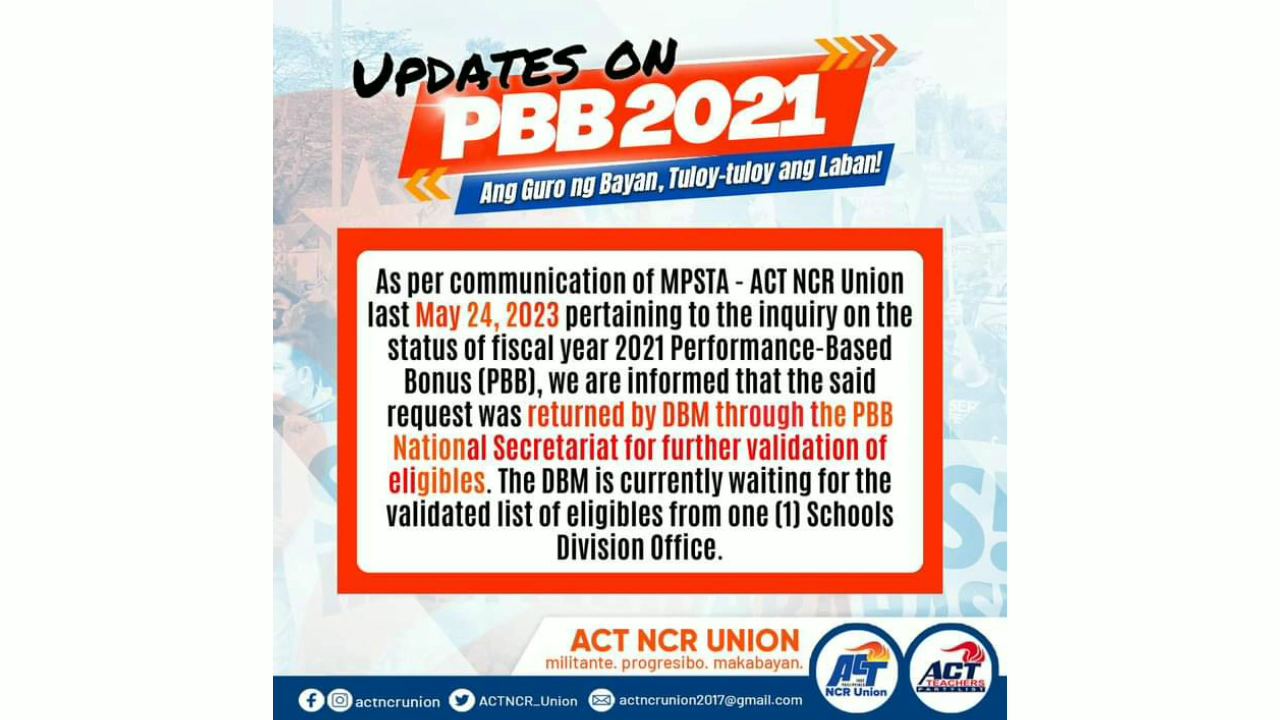 UPDATES ON
PBB 2021
Ang Guro ng Bayan, Tuloy-tuloy ang Laban!
As per communication of MPSTA - ACT NCR Union
last May 24, 2023 pertaining to the inquiry on the
status of fiscal year 2021 Performance-Based
Bonus (PBB), we are informed that the said
request was returned by DBM through the PBB
National Secretariat for further validation of
eligibles. The DBM is currently waiting for the
validated list of eligibles from one (1) Schools
Division Office.
ACT NCR UNION
militante. progresibo. makabayan.
ACT
NCR Union
ACT
TEACHERS
PARTYLIST
actncrunion ACTNCR_Union actncrunion2017@gmail.com